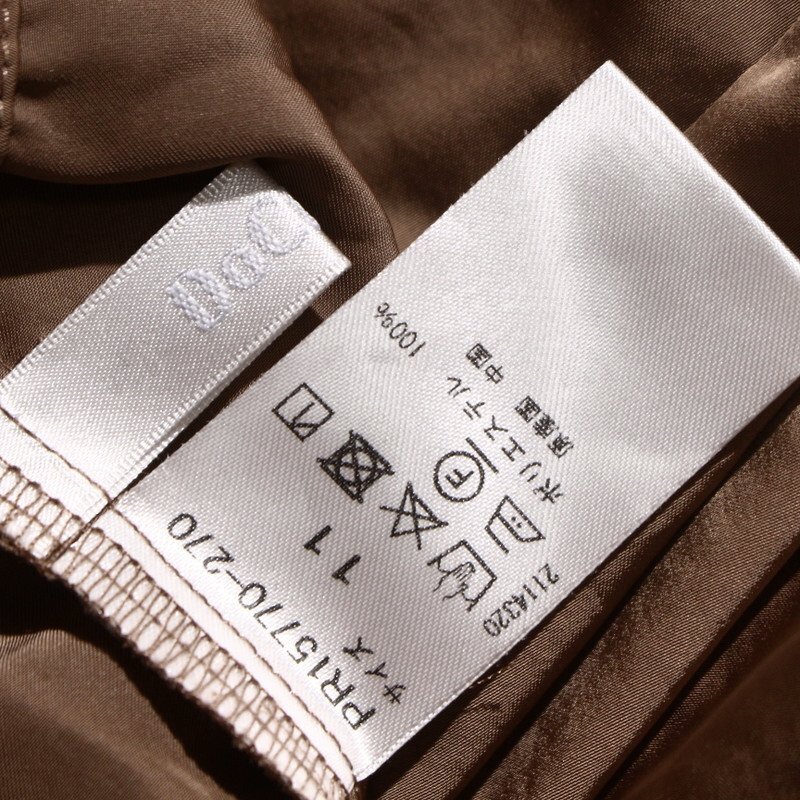 DoC
PR15770-270
サイズ 11
F
ポリエステル 100%
原産国 中国
2114320